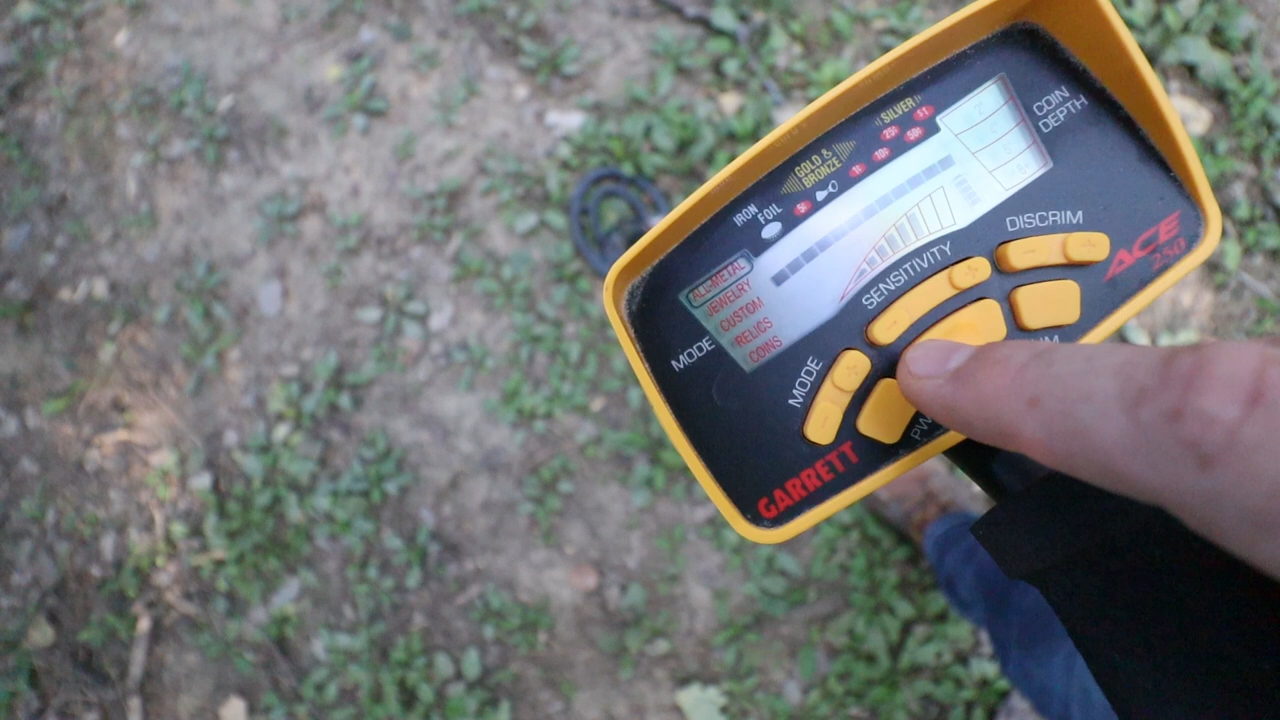 SILVER
25¢ $1
10¢ 50¢
1¢
5¢
GOLD &
BRONZE
IRON
FOIL
COIN
DEPTH
ALL-METAL
JEWELRY
CUSTOM
RELICS
COINS
MODE
SENSITIVITY
DISCRIM
MODE
ACE
250
GARRETT